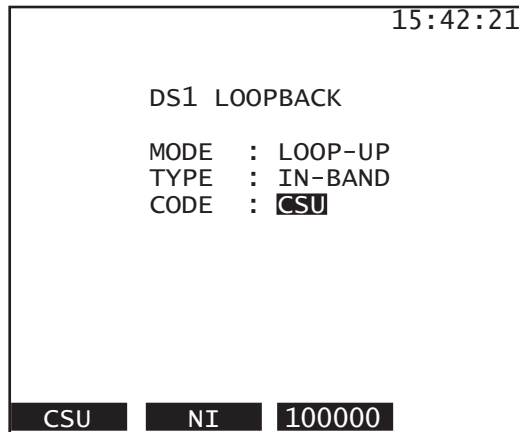 15:42:21
DS1 LOOPBACK
MODE : LOOP-UP
TYPE : IN-BAND
CODE : CSU
CSU NI 100000